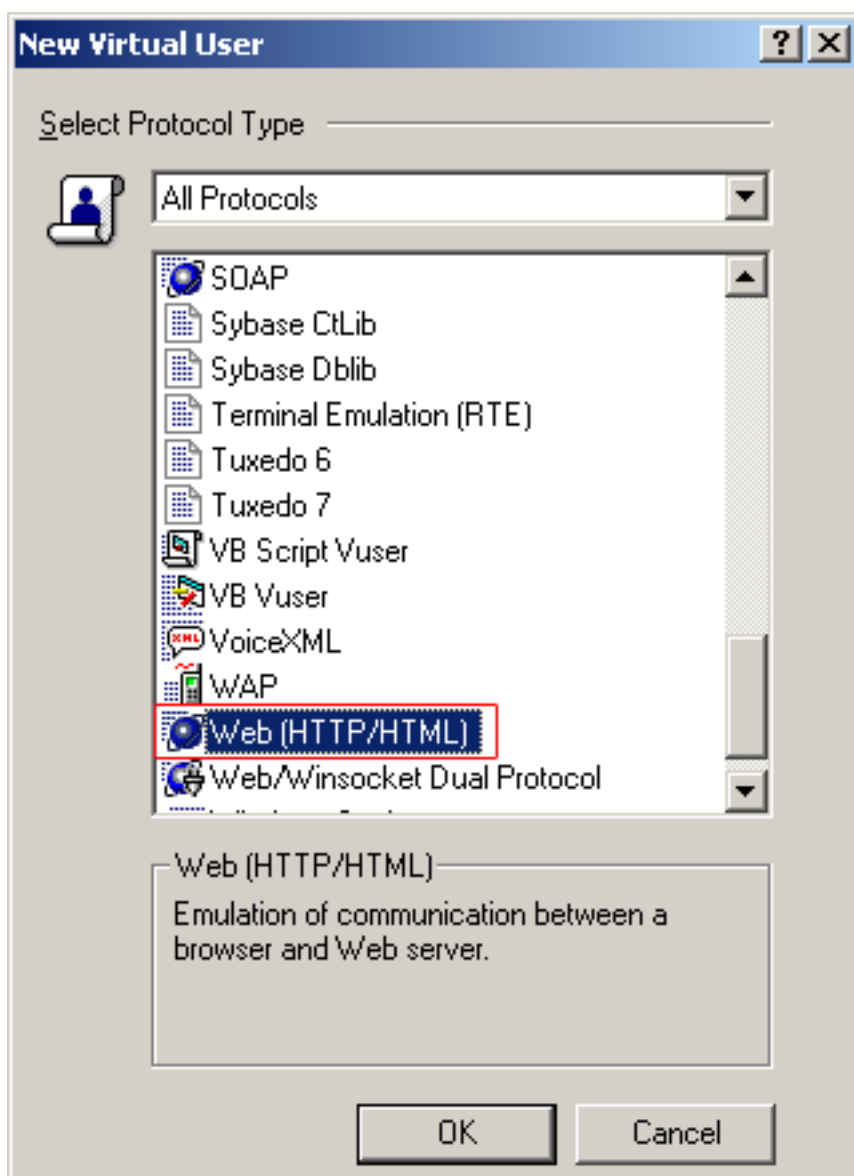 New Virtual User
Select Protocol Type
All Protocols
SOAP
Sybase CtLib
Sybase Dblib
Terminal Emulation (RTE)
Tuxedo 6
Tuxedo 7
VB Script Vuser
VB Vuser
VoiceXML
WAP
Web (HTTP/HTML)
Web/Winsocket Dual Protocol
Web (HTTP/HTML)
Emulation of communication between a
browser and Web server.
OK
Cancel